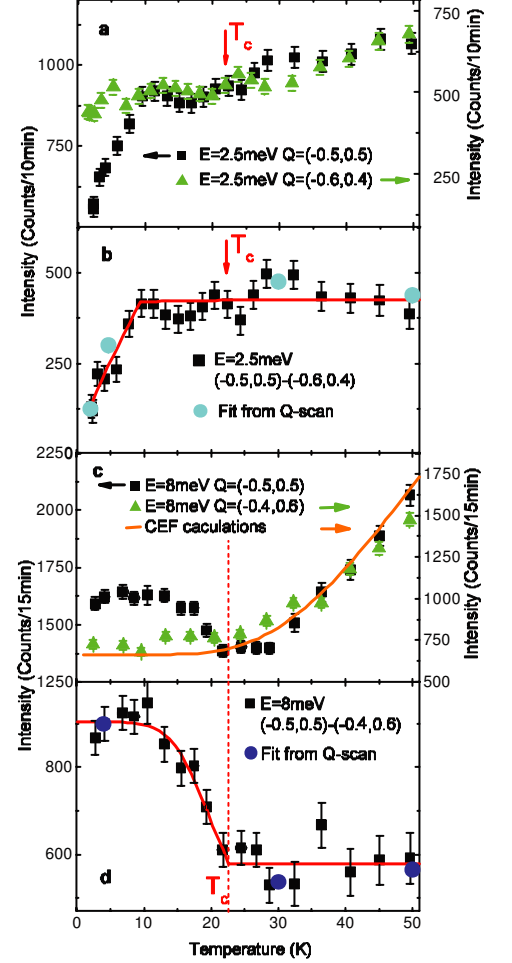 750
a
T c
1000
500
750
E=2.5meV Q=(-0.5,0.5)
E=2.5meV Q=(-0.6,0.4)
250
Intensity (Counts/10min)
Intensity (Counts/10min)
b
T c
500
E=2.5meV
(-0.5,0.5)-(-0.6,0.4)
250
Fit from Q-scan
2250
c
E=8meV Q=(-0.5,0.5)
E=8meV Q=(-0.4,0.6)
CEF caculations
1750
2000
1500
1250
1750
1000
1500
750
1250
500
Intensity (Counts/15min)
Intensity (Counts/15min)
E=8meV
(-0.5,0.5)-(-0.4,0.6)
Fit from Q-scan
800
600
d
T c
0 10 20 30 40 50
Temperature (K)